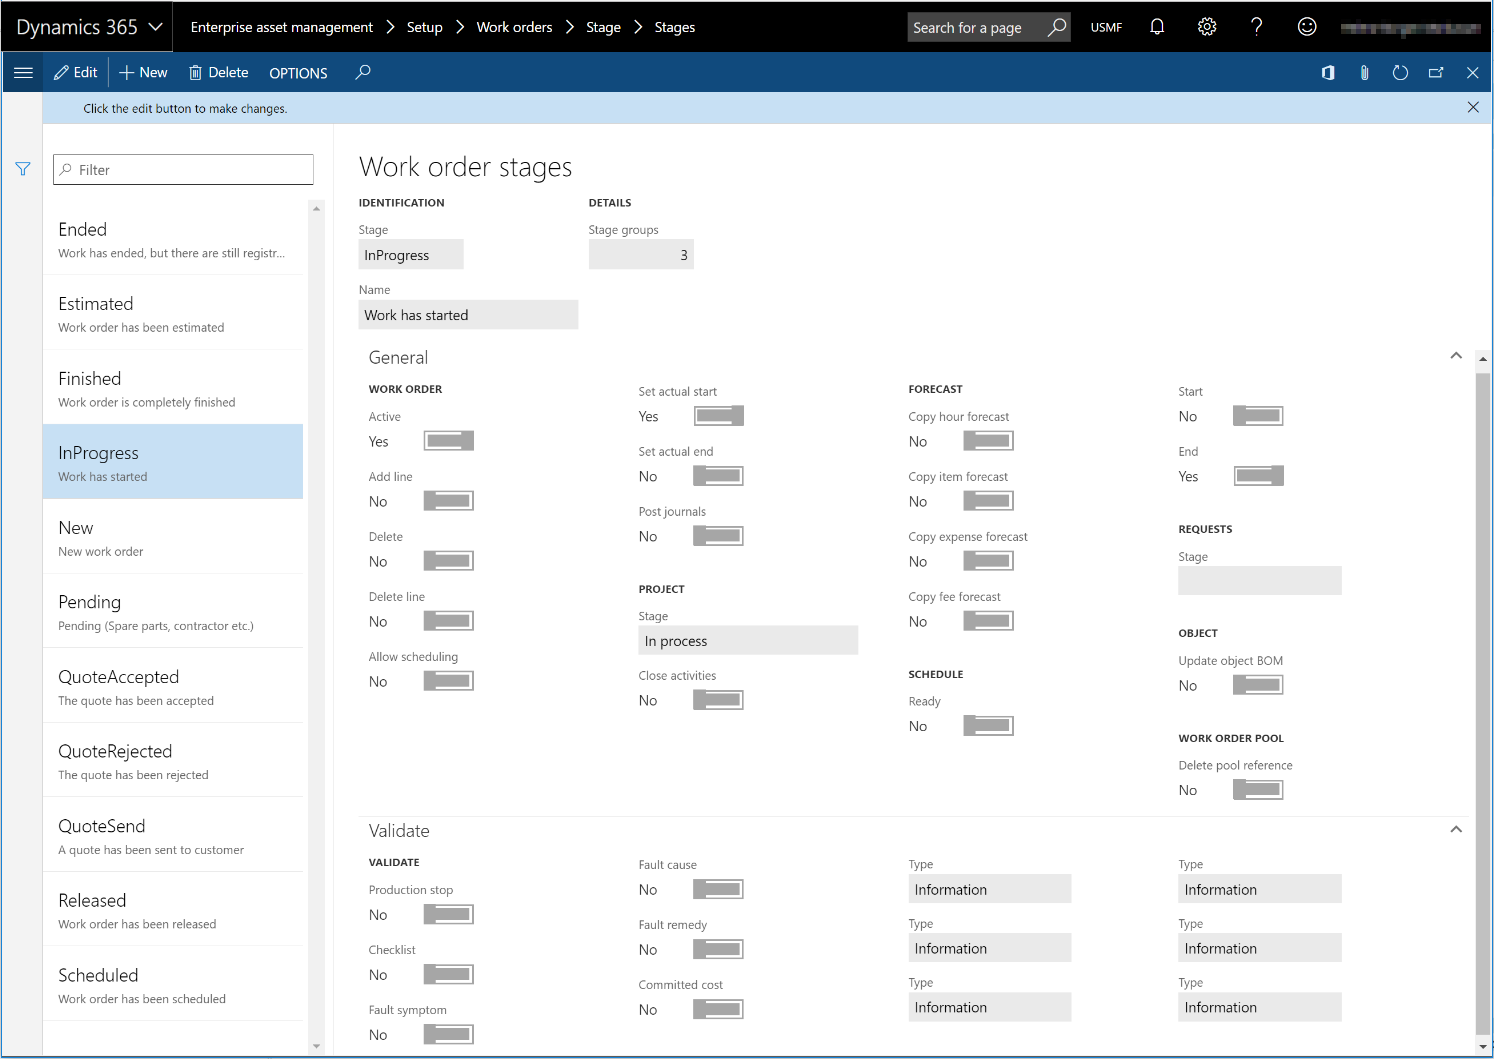 Dynamics 365
Enterprise asset management > Setup > Work orders > Stage > Stages
Search for a page
USMF
Edit
New
Delete
OPTIONS
Click the edit button to make changes.
Filter
Ended
Work has ended, but there are still registr...
Estimated
Work order has been estimated
Finished
Work order is completely finished
InProgress
Work has started
New
New work order
Pending
Pending (Spare parts, contractor etc.)
QuoteAccepted
The quote has been accepted
QuoteRejected
The quote has been rejected
QuoteSend
A quote has been sent to customer
Released
Work order has been released
Scheduled
Work order has been scheduled
Work order stages
IDENTIFICATION
Stage
InProgress
Name
Work has started
DETAILS
Stage groups
3
General
WORK ORDER
Active
Yes
Add line
No
Delete
No
Delete line
No
Allow scheduling
No
Set actual start
Yes
Set actual end
No
Post journals
No
PROJECT
Stage
In process
Close activities
No
FORECAST
Copy hour forecast
No
Copy item forecast
No
Copy expense forecast
No
Copy fee forecast
No
SCHEDULE
Ready
No
Start
No
End
Yes
REQUESTS
Stage
OBJECT
Update object BOM
No
WORK ORDER POOL
Delete pool reference
No
Validate
VALIDATE
Production stop
No
Checklist
No
Fault symptom
No
Fault cause
No
Fault remedy
No
Committed cost
No
Type
Information
Type
Information
Type
Information
Type
Information
Type
Information
Type
Information